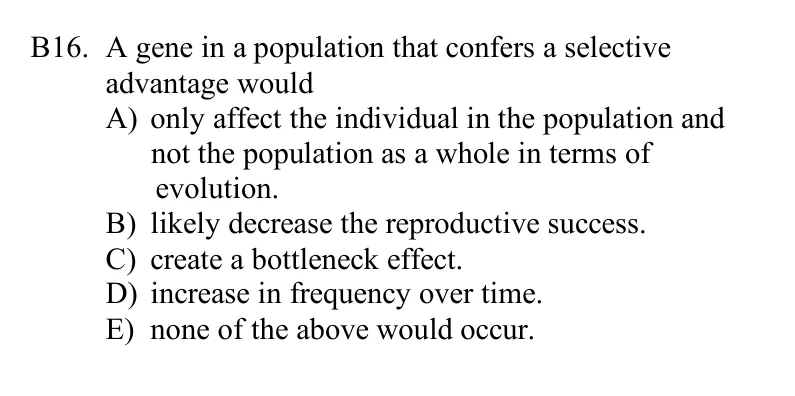 B16. A gene in a population that confers a selective
advantage would
A) only affect the individual in the population and
not the population as a whole in terms of
evolution.
B) likely decrease the reproductive success.
C) create a bottleneck effect.
D) increase in frequency over time.
E) none of the above would occur.